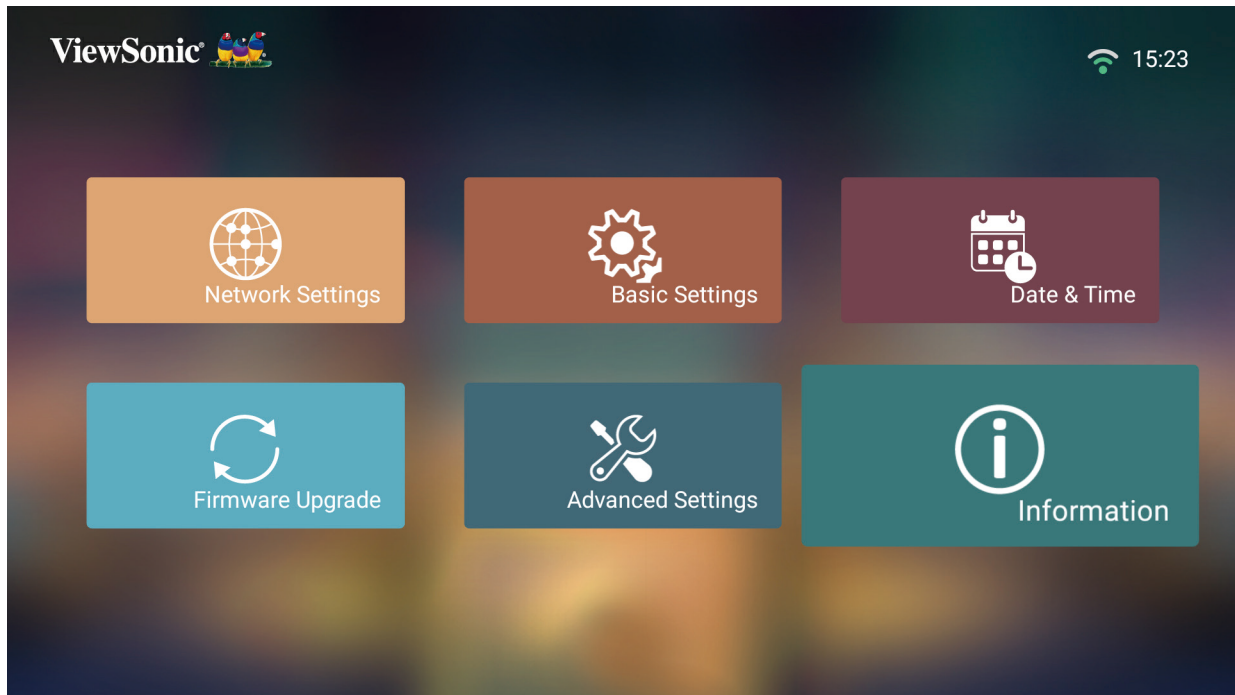 ViewSonic®
15:23
Network Settings
Basic Settings
Date & Time
Firmware Upgrade
Advanced Settings
Information